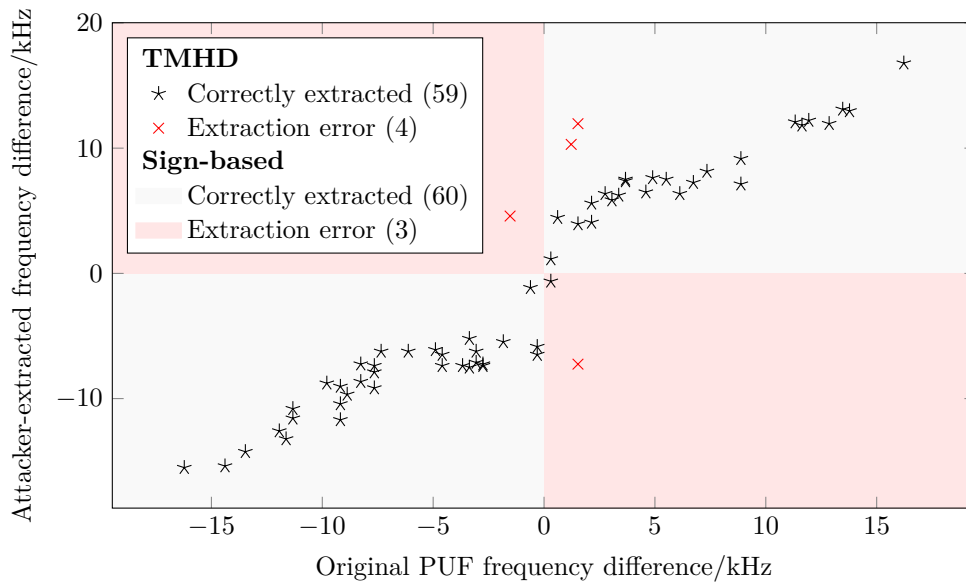 Attacker-extracted frequency difference/kHz
20
10
0
−10
TMHD
Correctly extracted (59)
Extraction error (4)
Sign-based
Correctly extracted (60)
Extraction error (3)
−15 −10 −5 0 5 10 15
Original PUF frequency difference/kHz